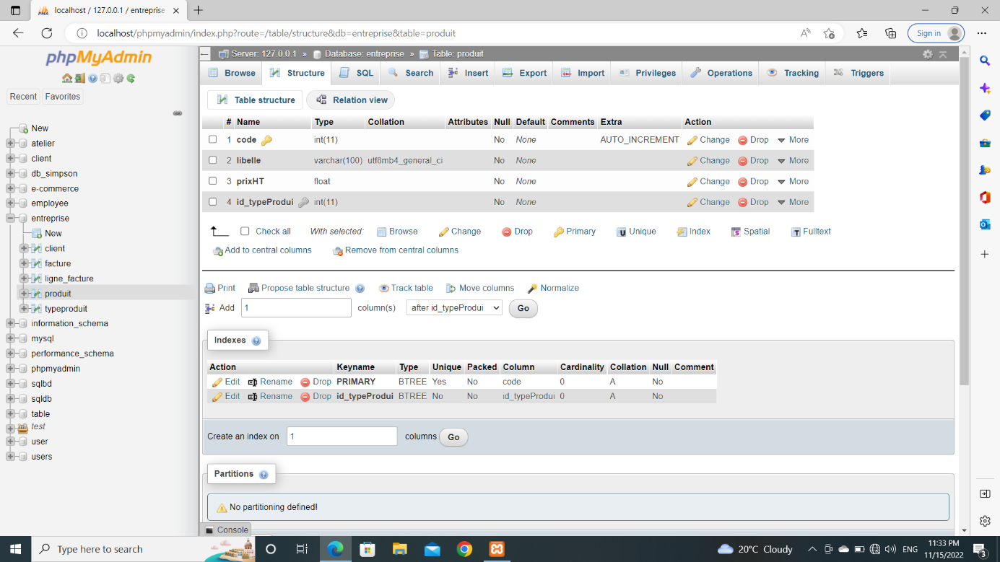 localhost / 127.0.0.1 / entreprise
localhost/phpmyadmin/index.php?route=/table/structure&db=entreprise&table=produit
Sign in
phpMyAdmin
Recent Favorites
New
atelier
client
db_simpson
e-commerce
employee
entreprise
New
client
facture
ligne_facture
produit
typeproduit
information_schema
mysql
performance_schema
phpmyadmin
sqlbd
sqldb
table
test
user
users
Server: 127.0.0.1 » Database: entreprise » Table: produit
Browse Structure SQL Search Insert Export Import Privileges Operations Tracking Triggers
Table structure Relation view
# Name Type Collation Attributes Null Default Comments Extra Action
1 code int(11) No None AUTO_INCREMENT Change Drop More
2 libelle varchar(100) utf8mb4_general_ci No None Change Drop More
3 prixHT float No None Change Drop More
4 id_typeProdui int(11) No None Change Drop More
Check all With selected: Browse Change Drop Primary Unique Index Spatial Fulltext
Add to central columns Remove from central columns
Print Propose table structure Track table Move columns Normalize
Add 1 column(s) after id_typeProdui Go
Indexes
Action Keyname Type Unique Packed Column Cardinality Collation Null Comment
Edit Rename Drop PRIMARY BTREE Yes No code 0 A No
Edit Rename Drop id_typeProdui BTREE No No id_typeProdui 0 A No
Create an index on 1 columns Go
Partitions
No partitioning defined!
Console
Type here to search
20°C Cloudy
ENG
11:33 PM
11/15/2022
3